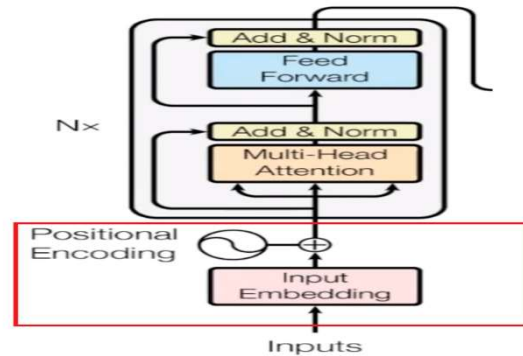 Add & Norm
Feed
Forward
Nx
Add & Norm
Multi-Head
Attention
Positional
Encoding
Input
Embedding
Inputs